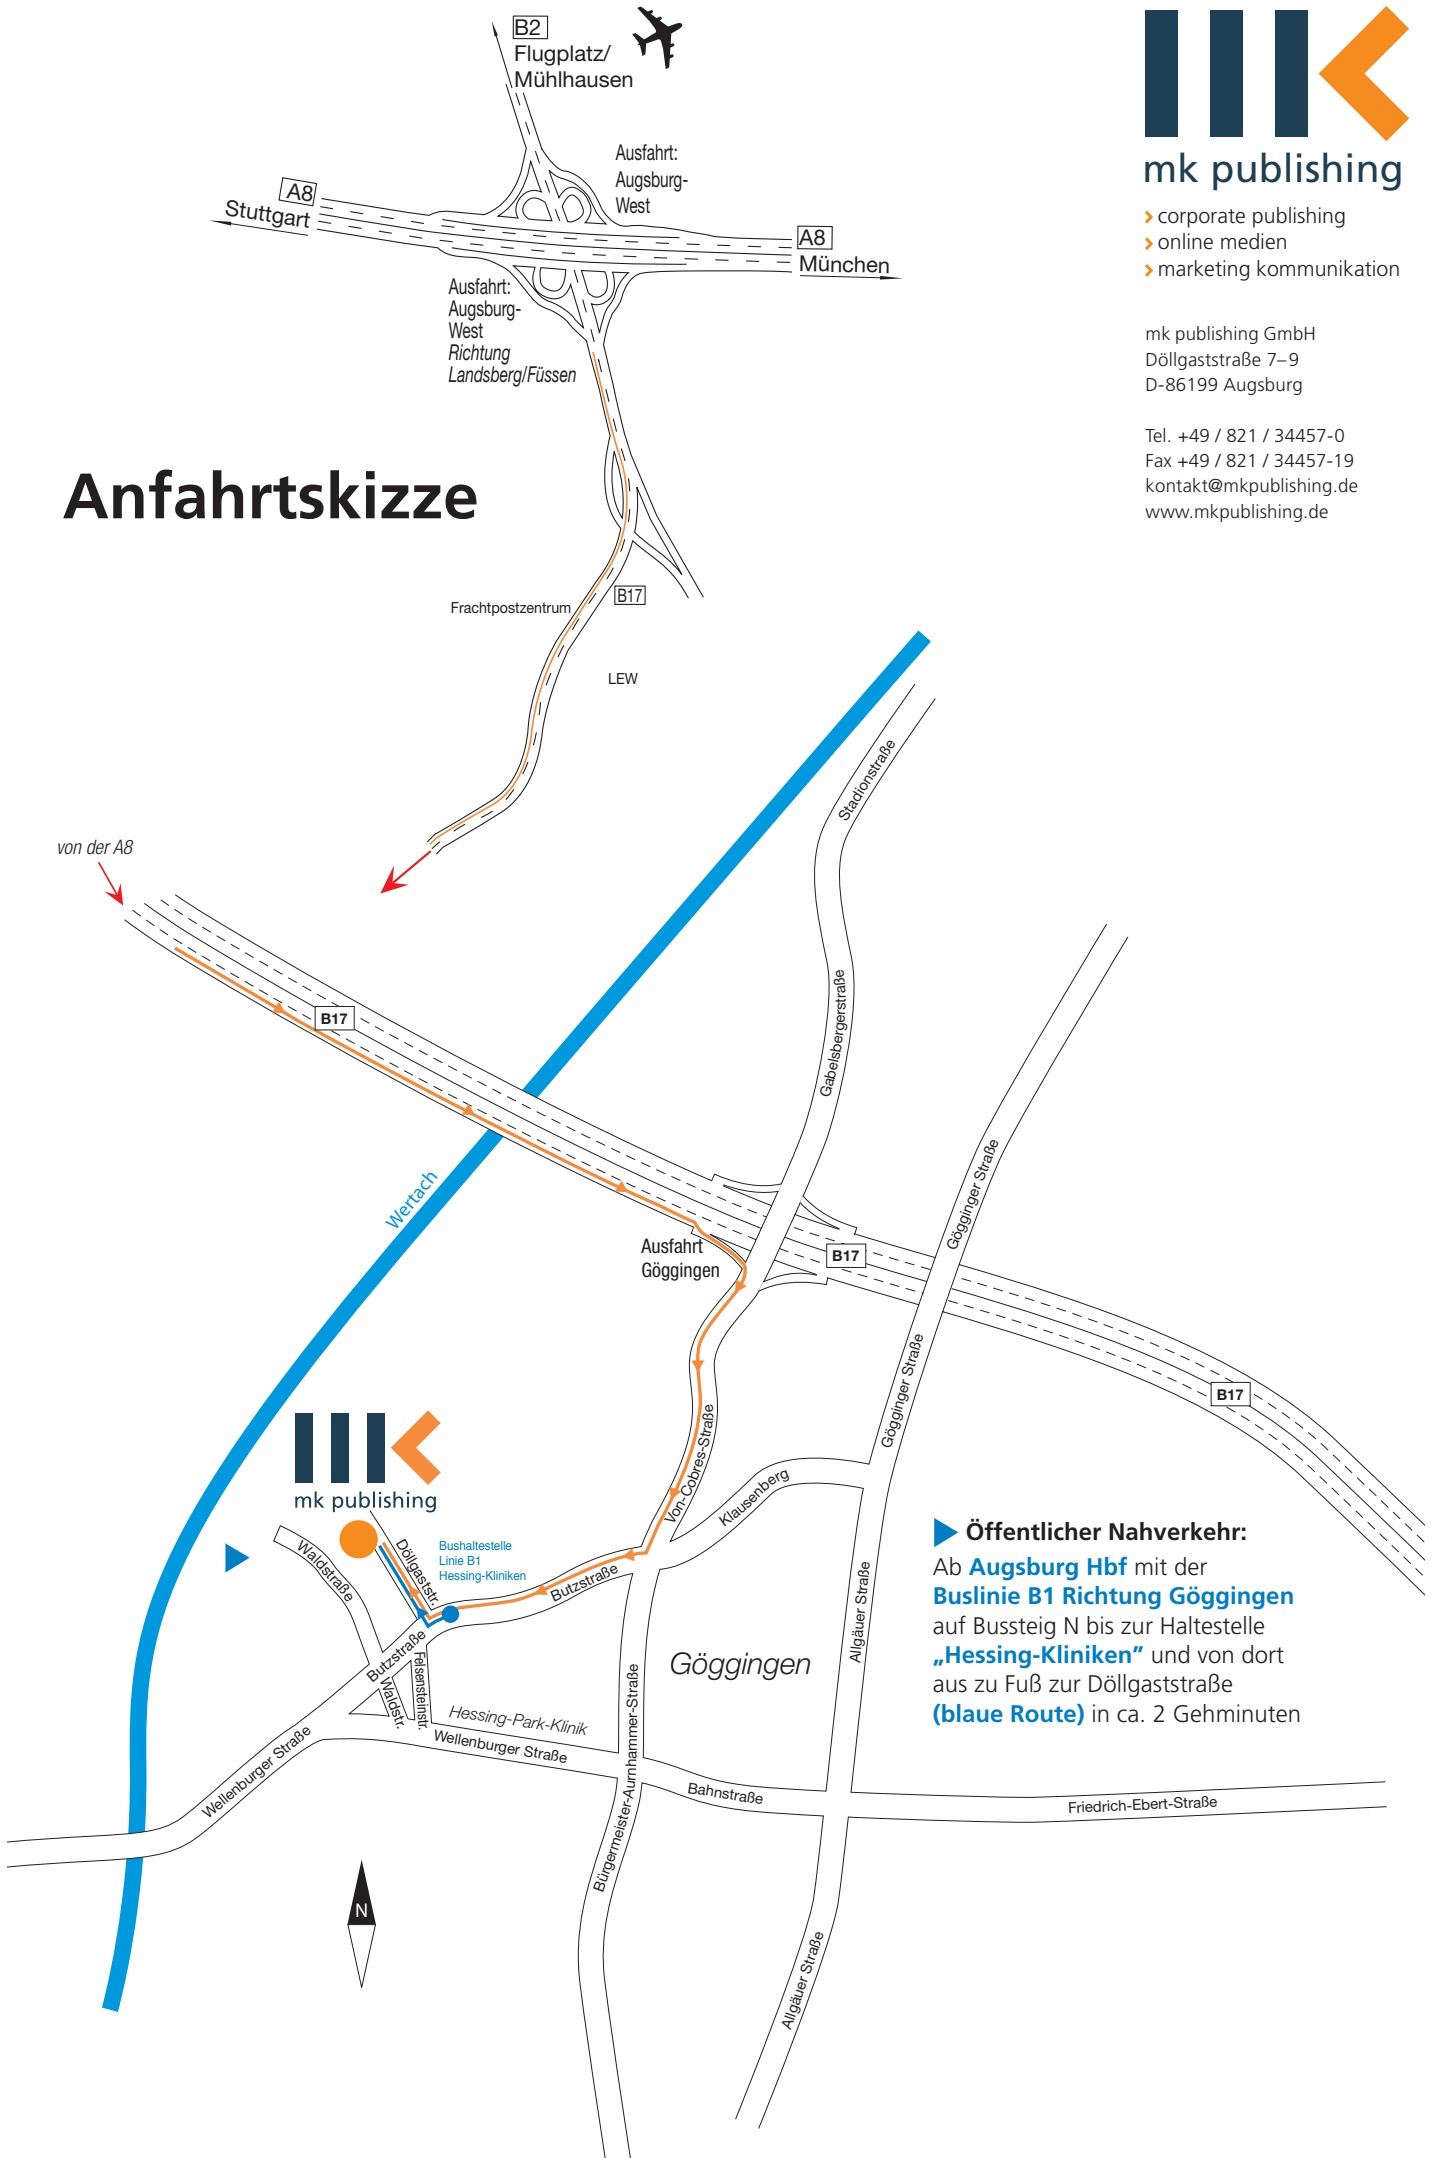 B2
Flugplatz/
Mühlhausen
Ausfahrt:
Augsburg-
West
A8
Stuttgart
A8
München
Ausfahrt:
Augsburg-
West
Richtung
Landsberg/Füssen
mk publishing
corporate publishing
online medien
marketing kommunikation
mk publishing GmbH
Döllgaststraße 7–9
D-86199 Augsburg
Tel. +49 / 821 / 34457-0
Fax +49 / 821 / 34457-19
kontakt@mkpublishing.de
www.mkpublishing.de
Anfahrtskizze
B17
Frachtpostzentrum
LEW
Stadionstraße
von der A8
B17
Gabelsbergerstraße
Wertach
Gögginger Straße
Ausfahrt
Göggingen
B17
Gögginger Straße
B17
mk publishing
Von-Cobres-Straße
Klausenberg
Waldstraße
Döllgaststr.
Bushaltestelle
Linie B1
Hessing-Kliniken
Butzstraße
Allgäuer Straße
Öffentlicher Nahverkehr:
Ab Augsburg Hbf mit der
Buslinie B1 Richtung Göggingen
auf Bussteig N bis zur Haltestelle
„Hessing-Kliniken” und von dort
aus zu Fuß zur Döllgaststraße
(blaue Route) in ca. 2 Gehminuten
Butzstraße
Felsensteinstr.
Waldstr.
Göggingen
Hessing-Park-Klinik
Wellenburger Straße
Wellenburger Straße
Bürgermeister-Aurnhammer-Straße
Bahnstraße
Friedrich-Ebert-Straße
N
Allgäuer Straße